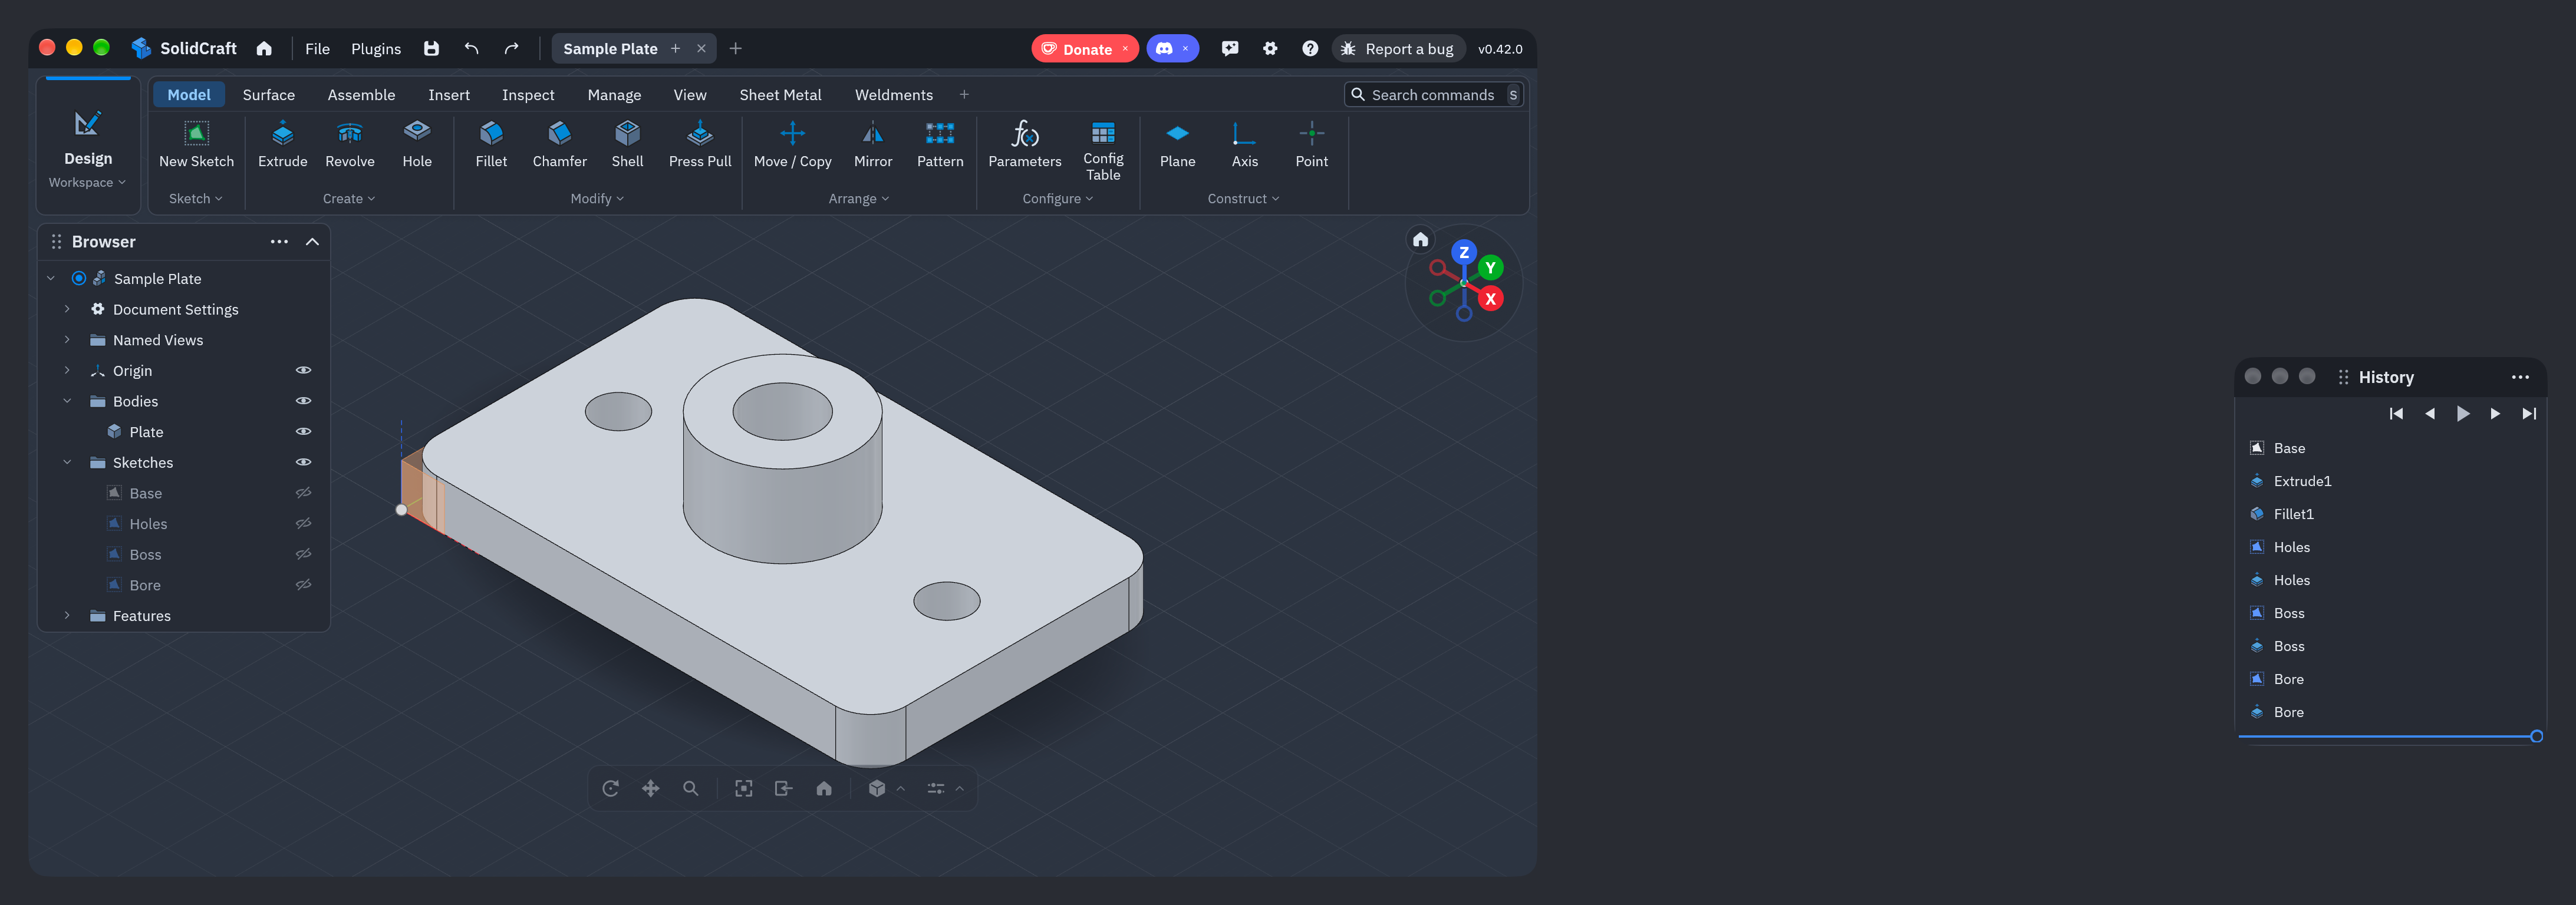 SolidCraft File Plugins Sample Plate Donate Report a bug v0.42.0
Model Surface Assemble Insert Inspect Manage View Sheet Metal Weldments Search commands S
Design
Workspace
New Sketch Extrude Revolve Hole Fillet Chamfer Shell Press Pull Move / Copy Mirror Pattern Parameters Config Table Plane Axis Point
Sketch Create Modify Arrange Configure Construct
Browser
Sample Plate
Document Settings
Named Views
Origin
Bodies
Plate
Sketches
Base
Holes
Boss
Bore
Features
Z
Y
X
History
Base
Extrude1
Fillet1
Holes
Holes
Boss
Boss
Bore
Bore